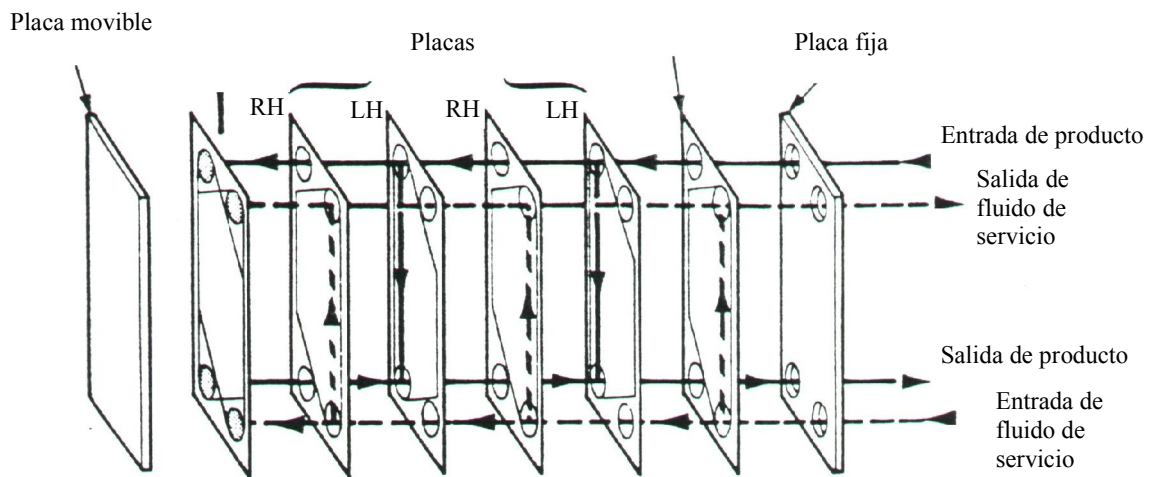 Placa movible
Placas
Placa fija
RH
LH
RH
LH
Entrada de producto
Salida de
fluido de
servicio
Salida de producto
Entrada de
fluido de
servicio